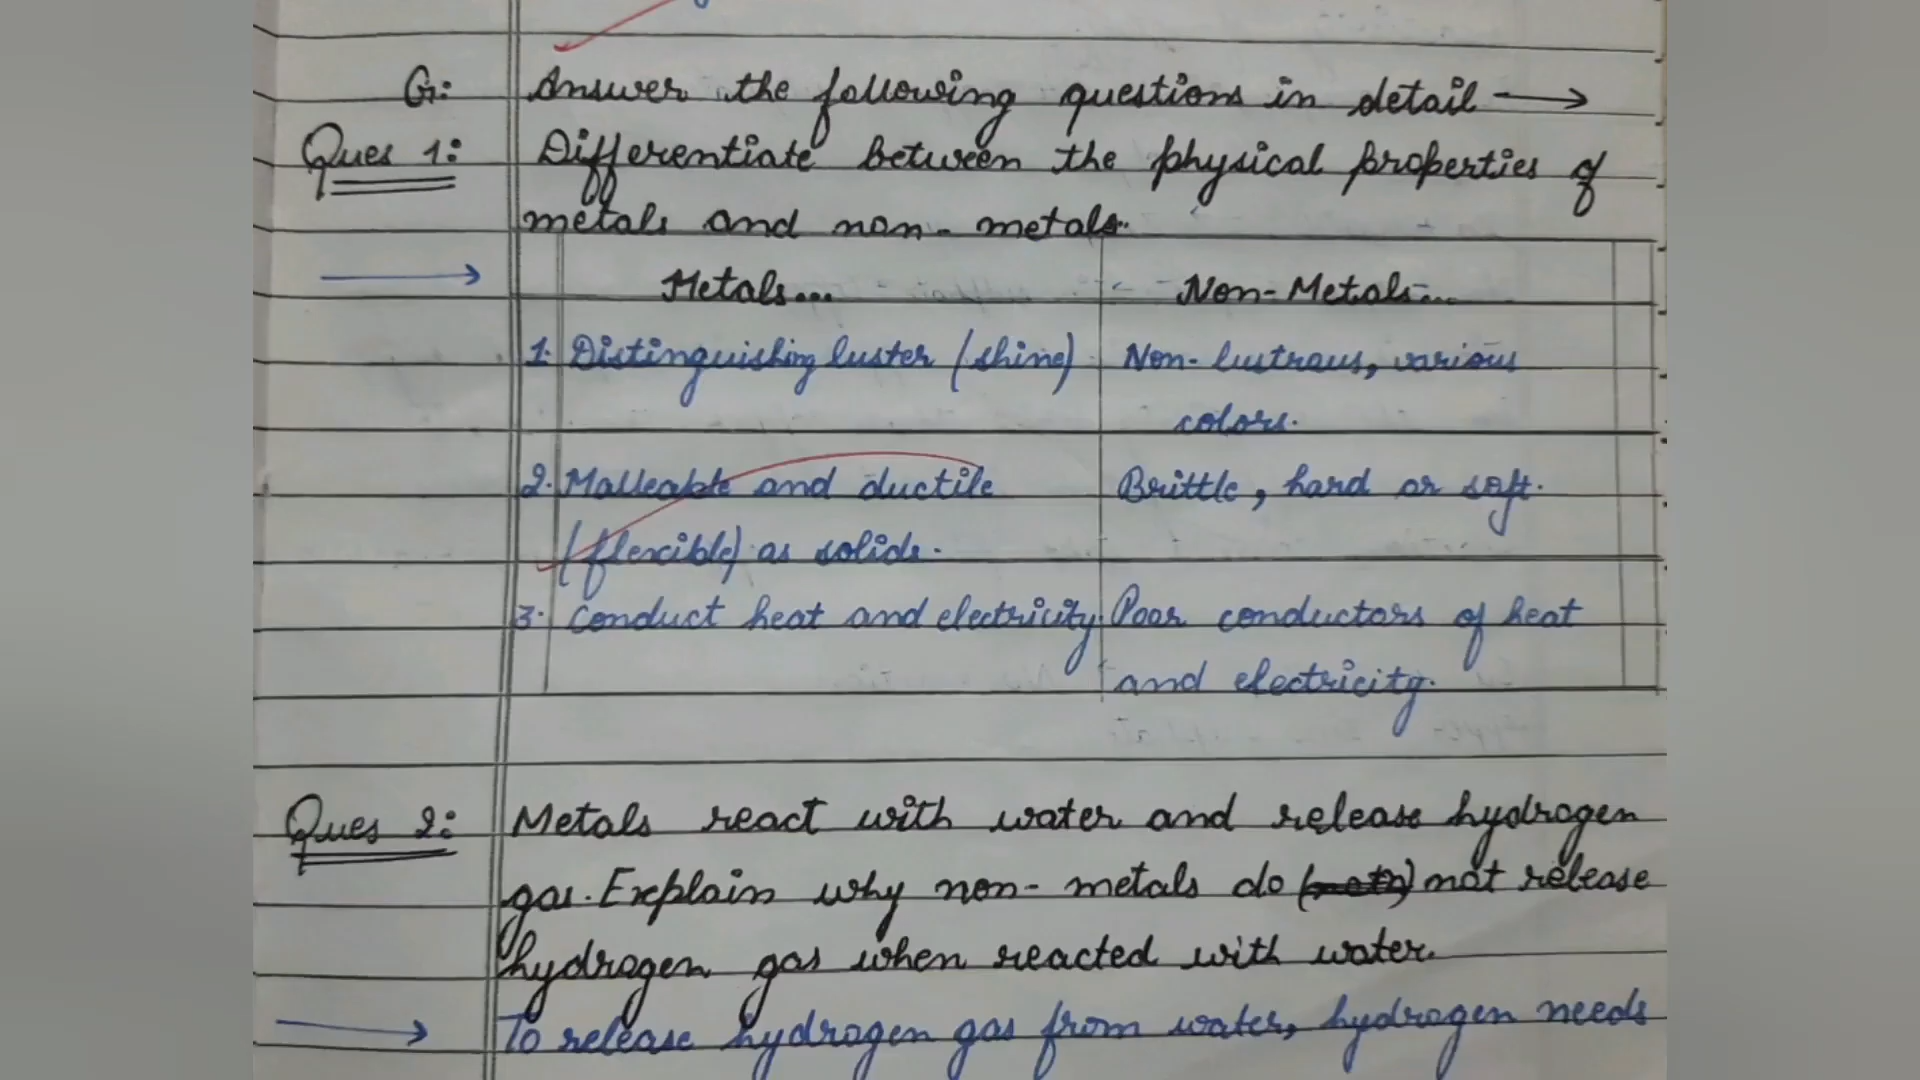 G: Answer the following questions in detail →
Ques 1: Differentiate between the physical properties of
metals and non-metals.
Metals... Non-Metals...
1. Distinguishing luster (shine) Non-lustrous, various
colors.
2. Malleable and ductile Brittle, hard or soft.
(flexible) as solids.
3. Conduct heat and electricity. Poor conductors of heat
and electricity.
Ques 2: Metals react with water and release hydrogen
gas. Explain why non-metals do not release
hydrogen gas when reacted with water.
To release hydrogen gas from water, hydrogen needs